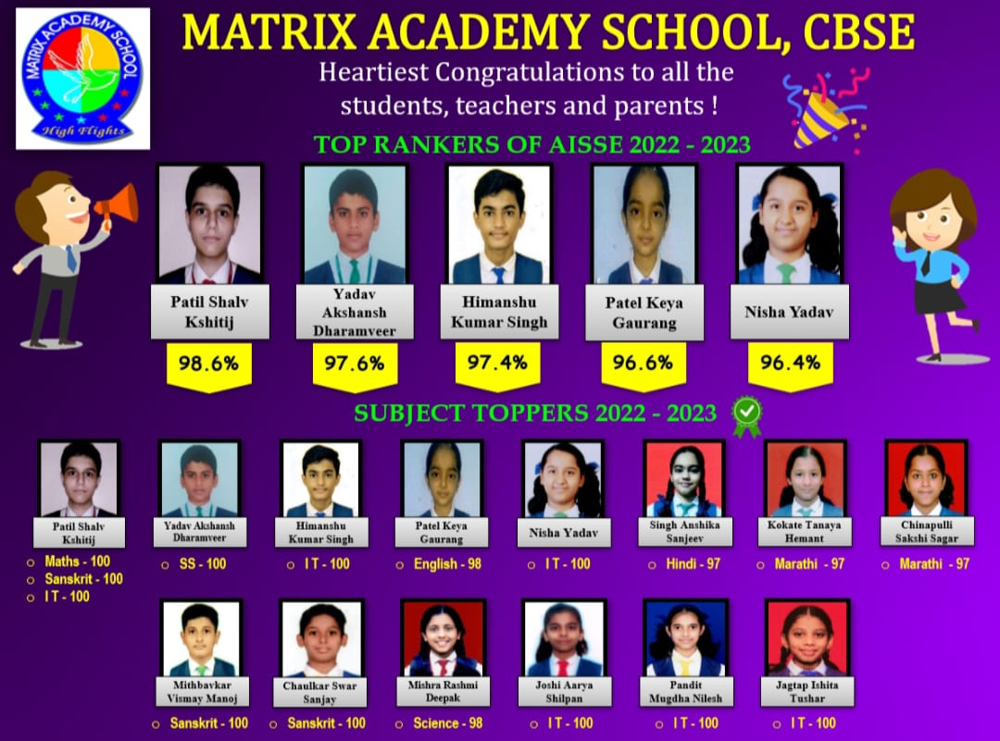 MATRIX ACADEMY SCHOOL
High Flights
MATRIX ACADEMY SCHOOL, CBSE
Heartiest Congratulations to all the
students, teachers and parents !
TOP RANKERS OF AISSE 2022 - 2023
Patil Shalv
Kshitij
98.6%
Yadav
Akshansh
Dharamveer
97.6%
Himanshu
Kumar Singh
97.4%
Patel Keya
Gaurang
96.6%
Nisha Yadav
96.4%
SUBJECT TOPPERS 2022 - 2023
Patil Shalv
Kshitij
o Maths - 100
o Sanskrit - 100
o I T - 100
Yadav Akshansh
Dharamveer
o SS - 100
Himanshu
Kumar Singh
o I T - 100
Patel Keya
Gaurang
o English - 98
Nisha Yadav
o I T - 100
Singh Anshika
Sanjeev
o Hindi - 97
Kokate Tanaya
Hemant
o Marathi - 97
Chinapulli
Sakshi Sagar
o Marathi - 97
Mithbavkar
Vismay Manoj
o Sanskrit - 100
Chaulkar Swar
Sanjay
o Sanskrit - 100
Mishra Rashmi
Deepak
o Science - 98
Joshi Aarya
Shilpan
o I T - 100
Pandit
Mugdha Nilesh
o I T - 100
Jagtap Ishita
Tushar
o I T - 100